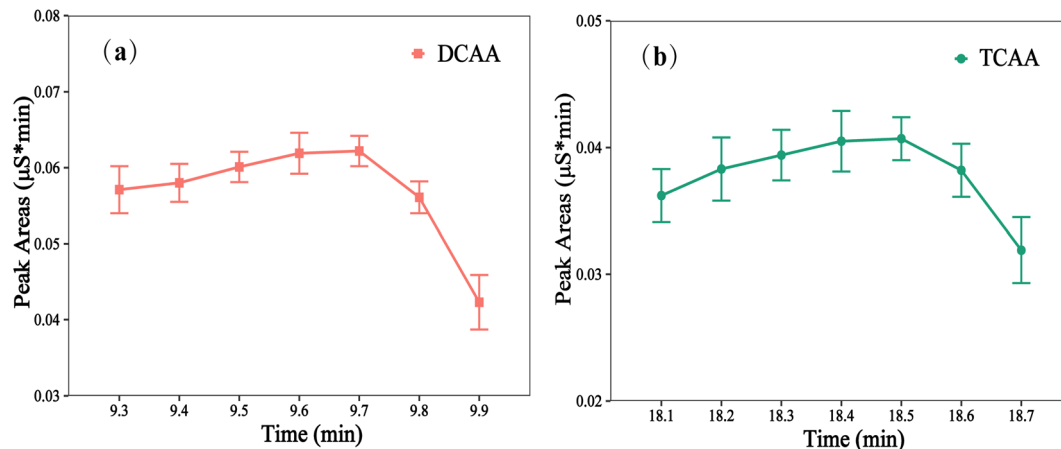 (a)
DCAA
0.08
0.07
0.06
0.05
0.04
0.03
Peak Areas (μS*min)
9.3 9.4 9.5 9.6 9.7 9.8 9.9
Time (min)
(b)
TCAA
0.05
0.04
0.03
0.02
Peak Areas (μS*min)
18.1 18.2 18.3 18.4 18.5 18.6 18.7
Time (min)